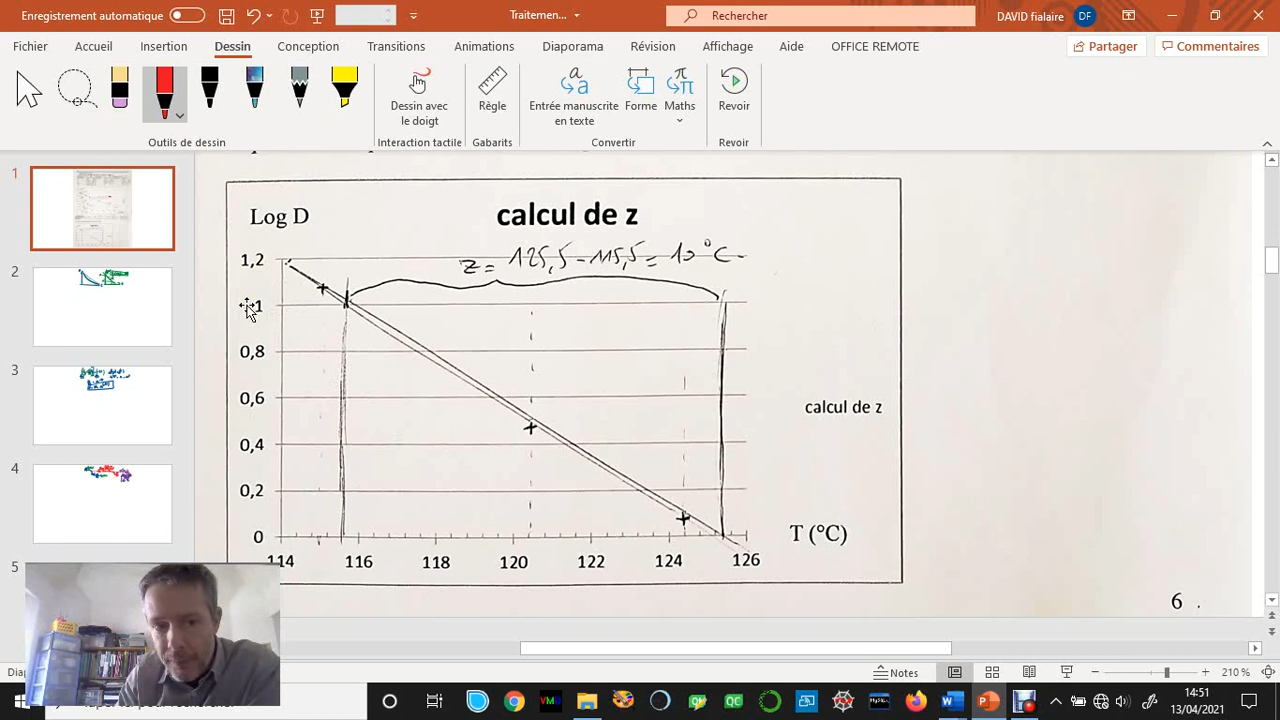 Enregistrement automatique
Traitemen...
Rechercher
DAVID fialaire
DF
Fichier
Accueil
Insertion
Dessin
Conception
Transitions
Animations
Diaporama
Révision
Affichage
Aide
OFFICE REMOTE
Partager
Commentaires
Dessin avec
le doigt
Règle
Entrée manuscrite
en texte
Forme
Maths
Revoir
Outils de dessin
Interaction tactile
Gabarits
Convertir
Revoir
1
2
3
4
5
Log D
calcul de z
z = 125,5 - 115,5 = 10 °C
1,2
1
0,8
0,6
0,4
0,2
0
calcul de z
T (°C)
114
116
118
120
122
124
126
6
Notes
210 %
14:51
13/04/2021